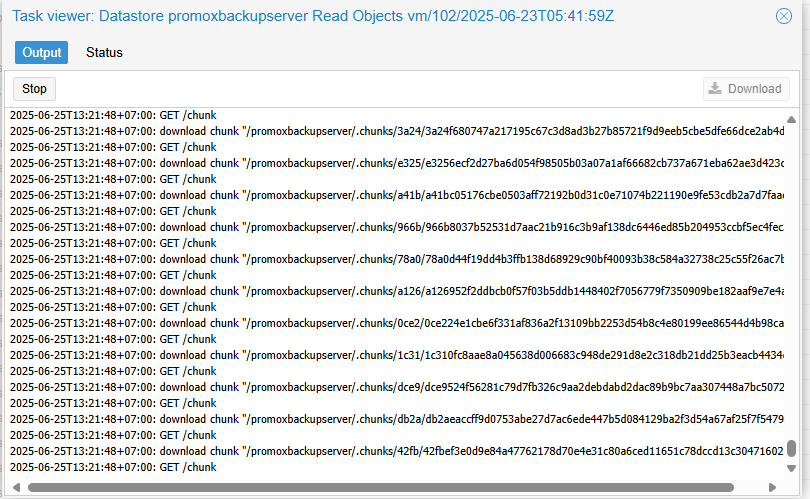 Task viewer: Datastore promoxbackupserver Read Objects vm/102/2025-06-23T05:41:59Z
Output Status
Stop Download
2025-06-25T13:21:48+07:00: GET /chunk
2025-06-25T13:21:48+07:00: download chunk "/promoxbackupserver/.chunks/3a24/3a24f680747a217195c67c3d8ad3b27b85721f9d9eeb5cbe5dfe66dce2ab4d
2025-06-25T13:21:48+07:00: GET /chunk
2025-06-25T13:21:48+07:00: download chunk "/promoxbackupserver/.chunks/e325/e3256ecf2d27ba6d054f98505b03a07a1af66682cb737a671eba62ae3d423c
2025-06-25T13:21:48+07:00: GET /chunk
2025-06-25T13:21:48+07:00: download chunk "/promoxbackupserver/.chunks/a41b/a41bc05176cbe0503aff72192b0d31c0e71074b221190e9fe53cdb2a7d7faa
2025-06-25T13:21:48+07:00: GET /chunk
2025-06-25T13:21:48+07:00: download chunk "/promoxbackupserver/.chunks/966b/966b8037b52531d7aac21b916c3b9af138dc6446ed85b204953ccbf5ec4fec
2025-06-25T13:21:48+07:00: GET /chunk
2025-06-25T13:21:48+07:00: download chunk "/promoxbackupserver/.chunks/78a0/78a0d44f19dd4b3ffb138d68929c90bf40093b38c584a32738c25c55f26ac7b
2025-06-25T13:21:48+07:00: GET /chunk
2025-06-25T13:21:48+07:00: download chunk "/promoxbackupserver/.chunks/a126/a126952f2ddbcb0f57f03b5ddb1448402f7056779f7350909be182aaf9e7e4a
2025-06-25T13:21:48+07:00: GET /chunk
2025-06-25T13:21:48+07:00: download chunk "/promoxbackupserver/.chunks/0ce2/0ce224e1cbe6f331af836a2f13109bb2253d54b8c4e80199ee86544d4b98ca
2025-06-25T13:21:48+07:00: GET /chunk
2025-06-25T13:21:48+07:00: download chunk "/promoxbackupserver/.chunks/1c31/1c310fc8aae8a045638d006683c948de291d8e2c318db21dd25b3eacb4434
2025-06-25T13:21:48+07:00: GET /chunk
2025-06-25T13:21:48+07:00: download chunk "/promoxbackupserver/.chunks/dce9/dce9524f56281c79d7fb326c9aa2debdabd2dac89b9bc7aa307448a7bc5072
2025-06-25T13:21:48+07:00: GET /chunk
2025-06-25T13:21:48+07:00: download chunk "/promoxbackupserver/.chunks/db2a/db2aeaccff9d0753abe27d7ac6ede447b5d084129ba2f3d54a67af25f7f5479
2025-06-25T13:21:48+07:00: GET /chunk
2025-06-25T13:21:48+07:00: download chunk "/promoxbackupserver/.chunks/42fb/42fbef3e0d9e84a47762178d70e4e31c80a6ced11651c78dccd13c30471602
2025-06-25T13:21:48+07:00: GET /chunk